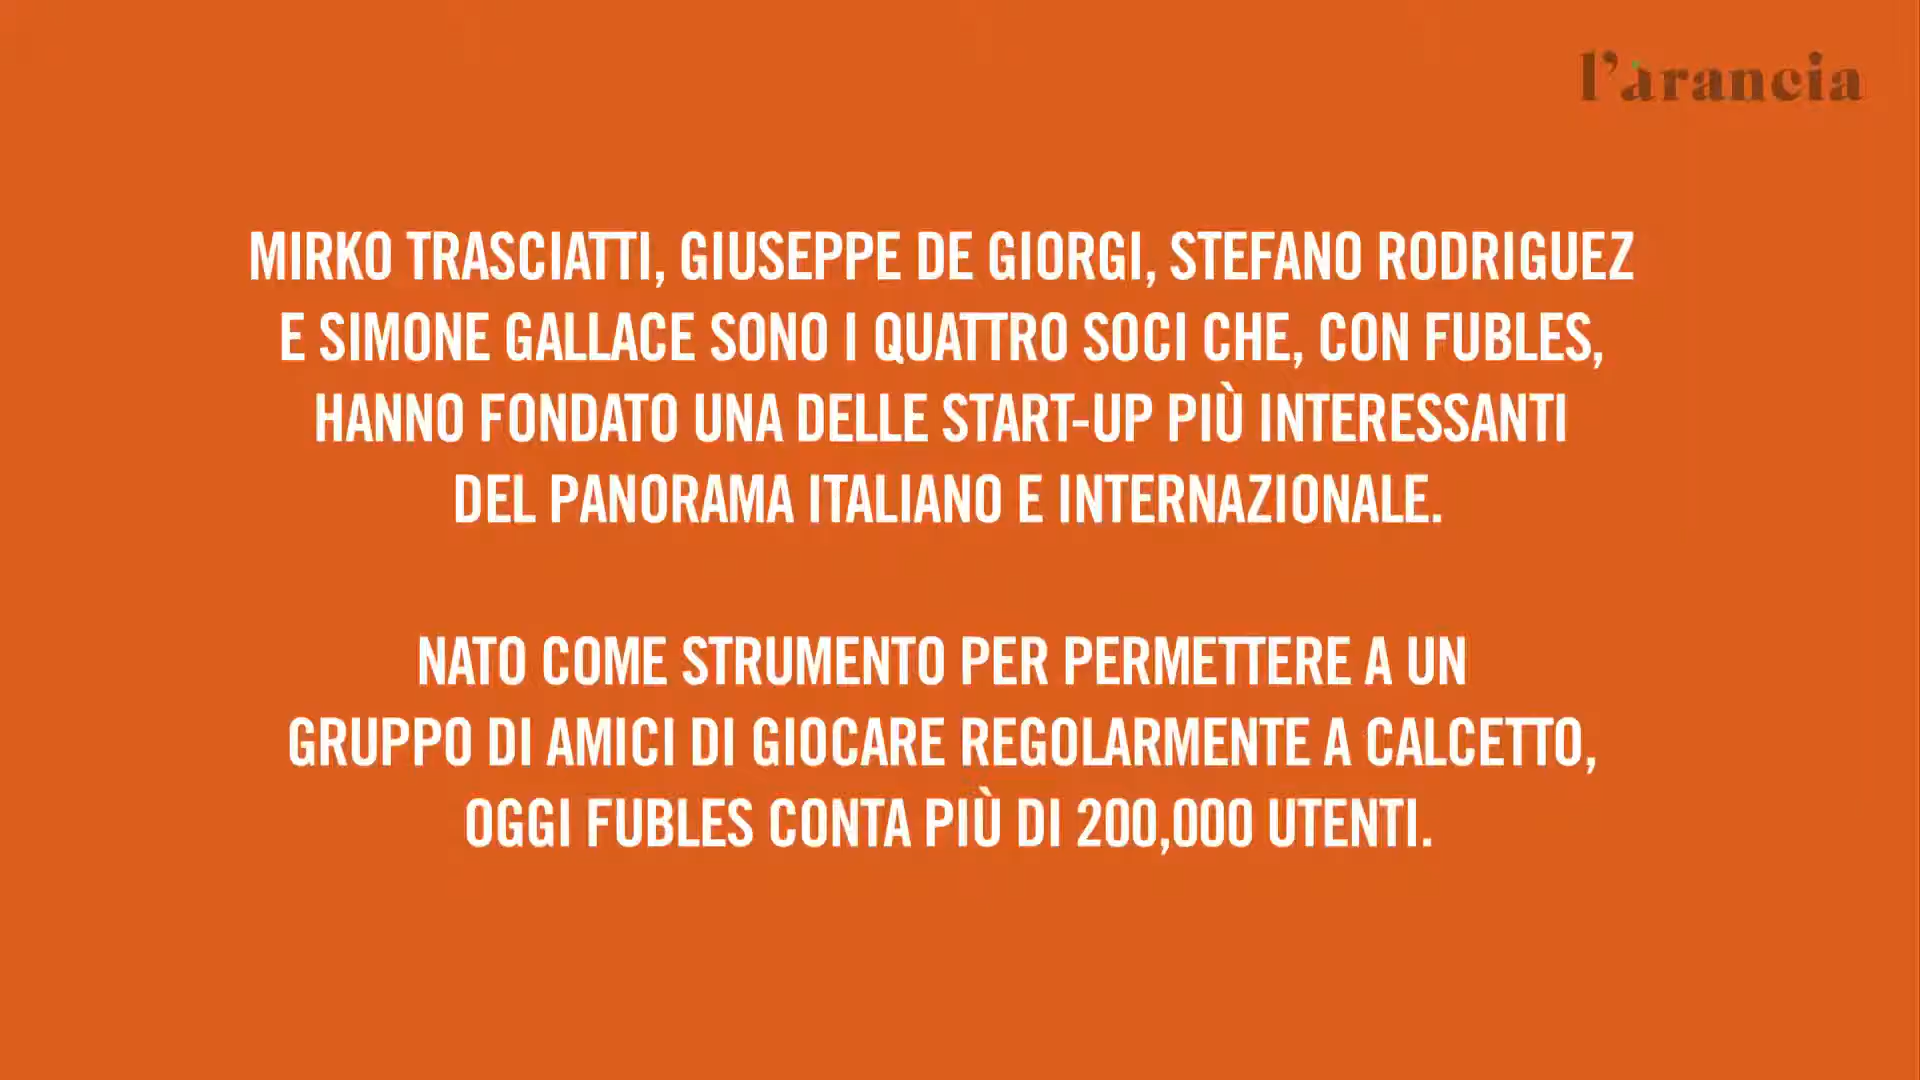 l'arancia
MIRKO TRASCIATTI, GIUSEPPE DE GIORGI, STEFANO RODRIGUEZ
E SIMONE GALLACE SONO I QUATTRO SOCI CHE, CON FUBLES,
HANNO FONDATO UNA DELLE START-UP PIÙ INTERESSANTI
DEL PANORAMA ITALIANO E INTERNAZIONALE.
NATO COME STRUMENTO PER PERMETTERE A UN
GRUPPO DI AMICI DI GIOCARE REGOLARMENTE A CALCETTO,
OGGI FUBLES CONTA PIÙ DI 200,000 UTENTI.